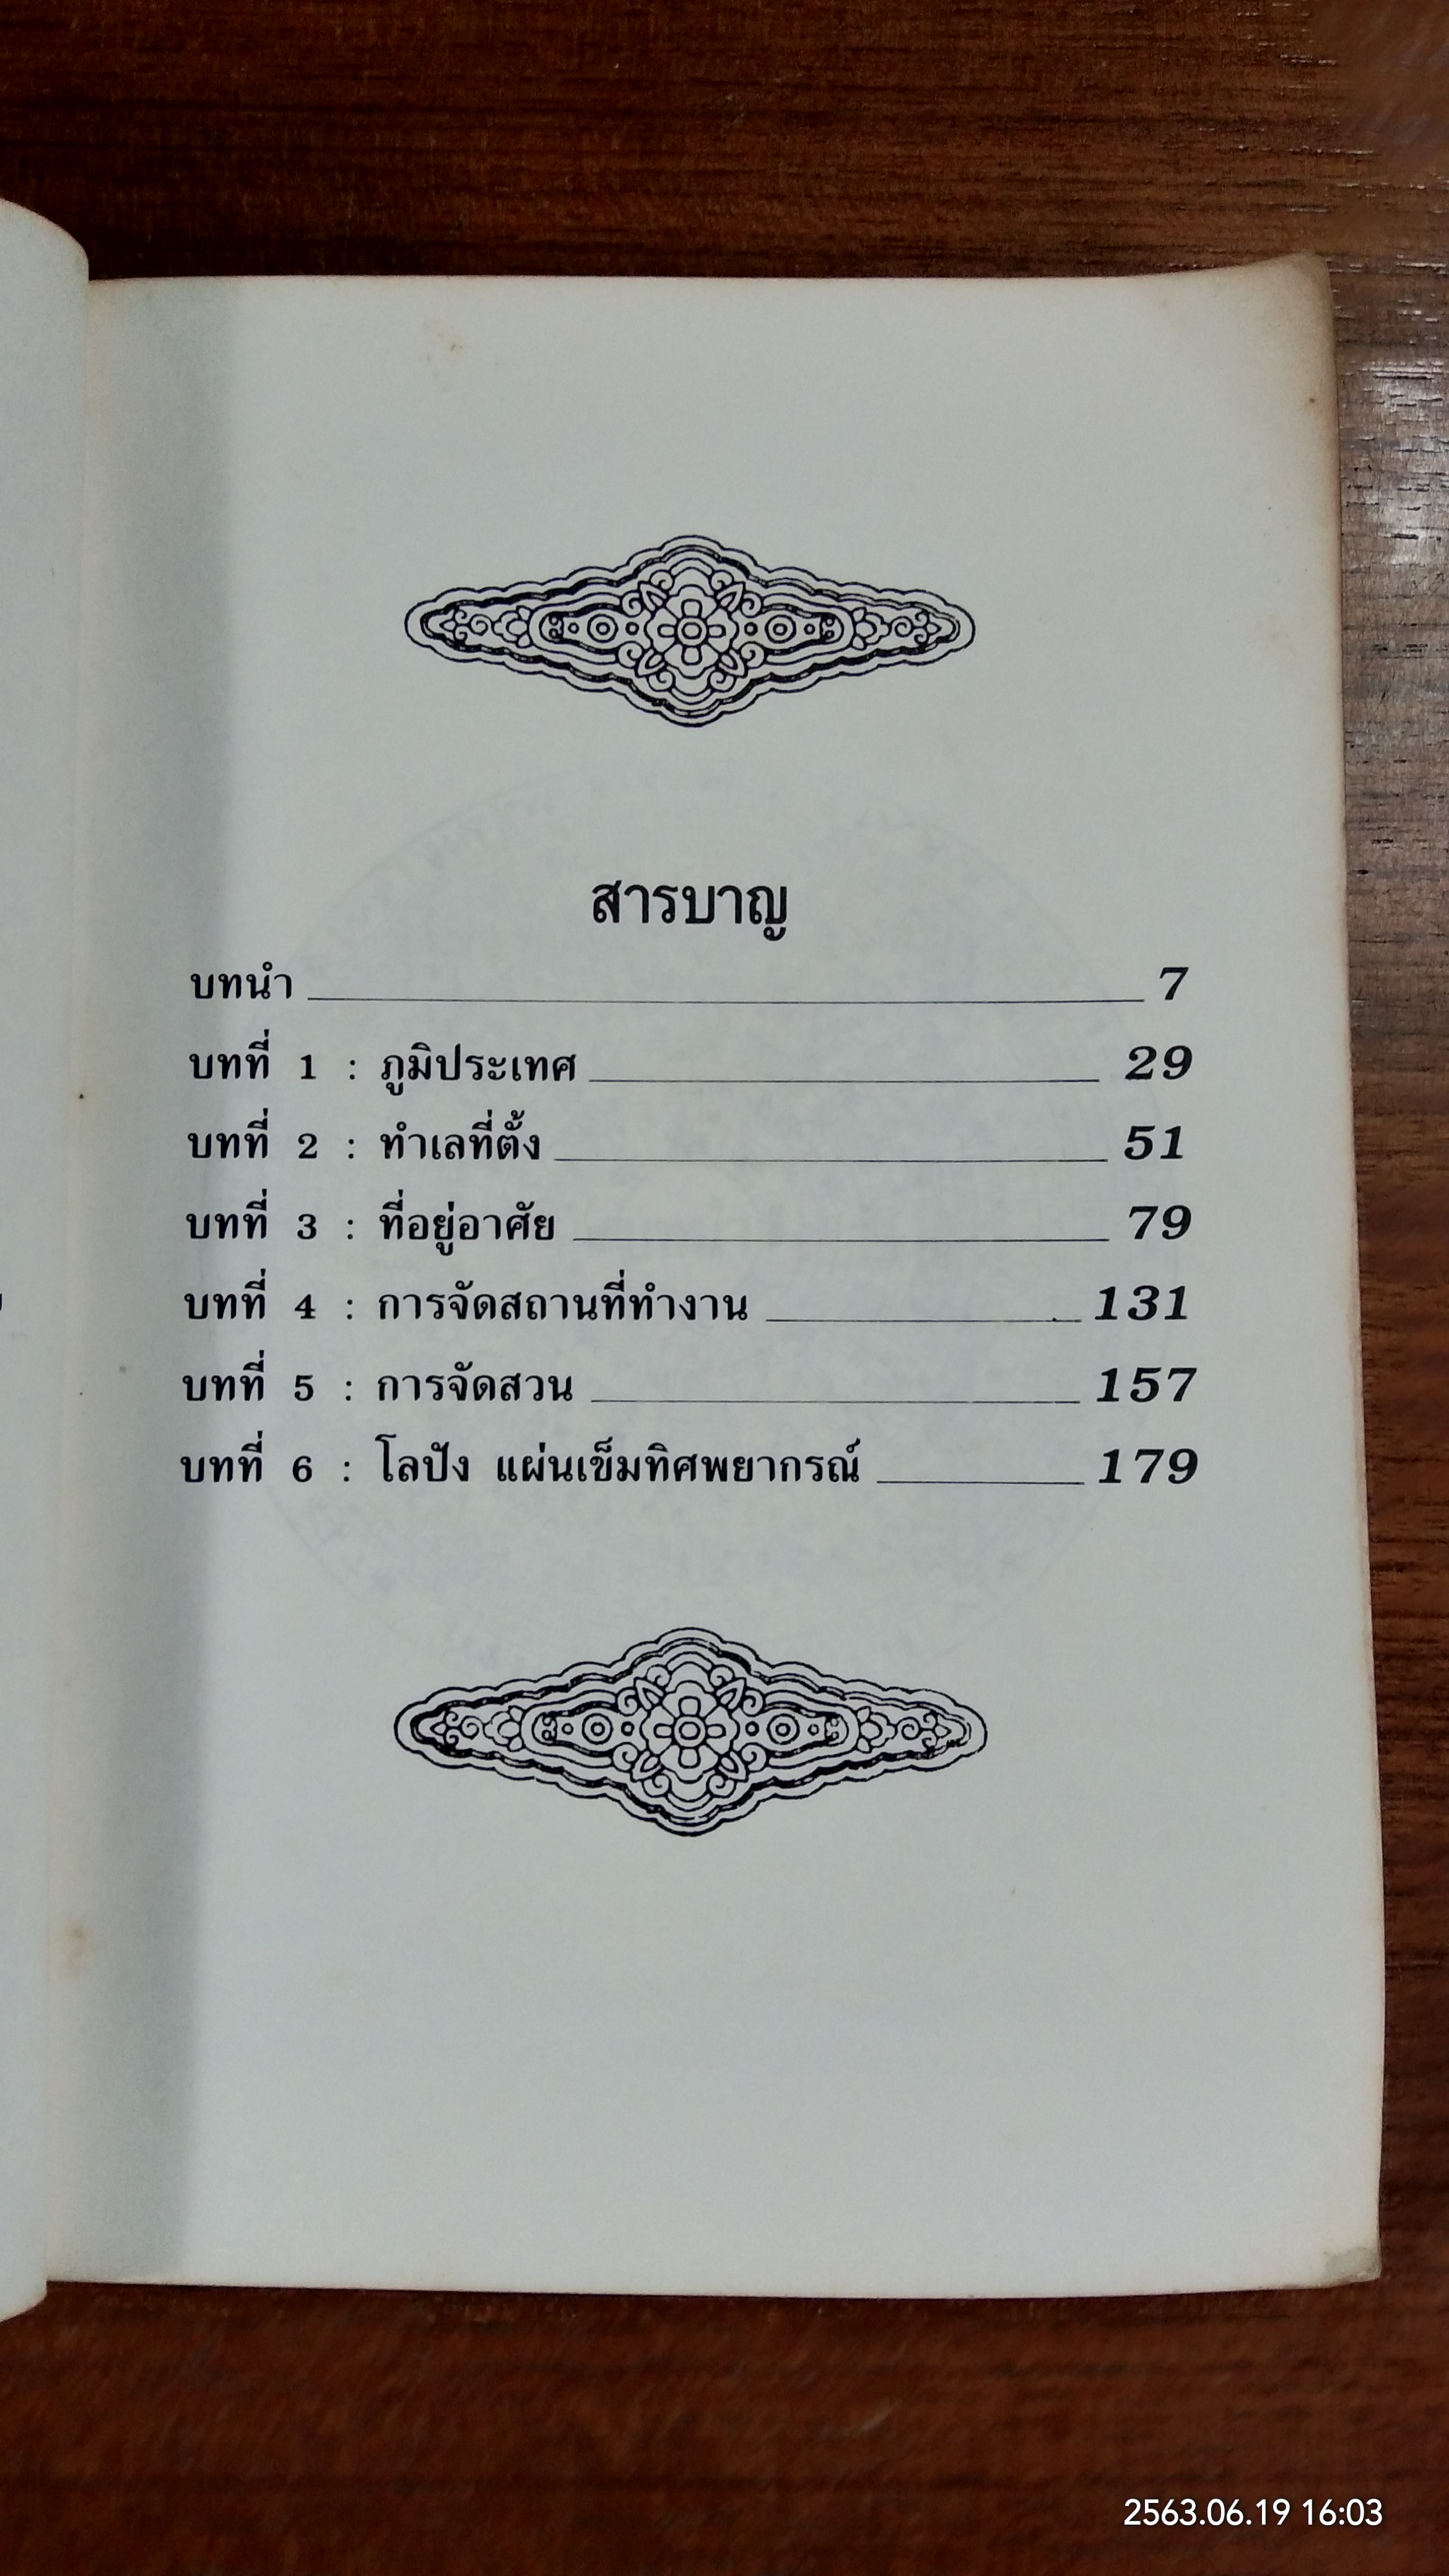 สารบาญ
บทนำ 7
บทที่ 1 : ภูมิประเทศ 29
บทที่ 2 : ทำเลที่ตั้ง 51
บทที่ 3 : ที่อยู่อาศัย 79
บทที่ 4 : การจัดสถานที่ทำงาน 131
บทที่ 5 : การจัดสวน 157
บทที่ 6 : โลปัง แผ่นเข็มทิศพยากรณ์ 179
2563.06.19 16:03